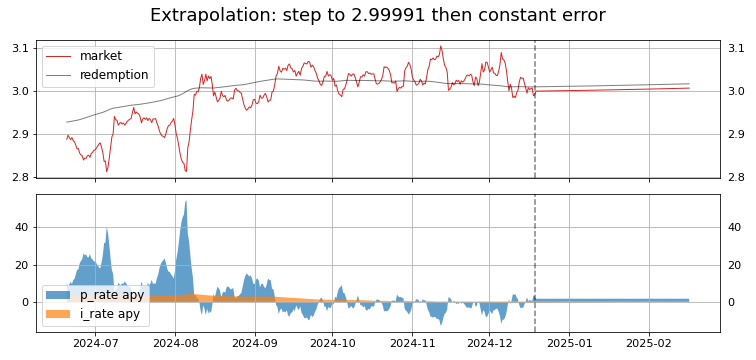 Extrapolation: step to 2.99991 then constant error
3.1 3.1
market
redemption
3.0 3.0
2.9 2.9
2.8 2.8
40 40
20 20
p_rate apy
0 0
i_rate apy
2024-07 2024-08 2024-09 2024-10 2024-11 2024-12 2025-01 2025-02